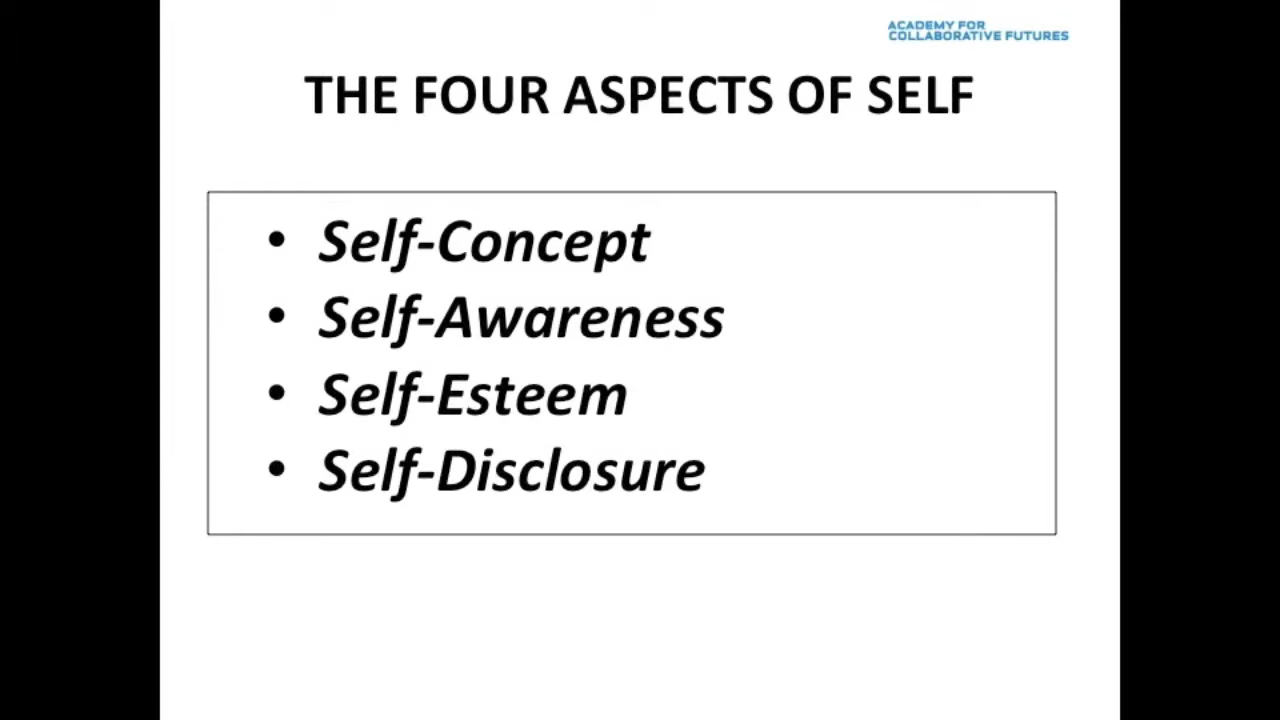 ACADEMY FOR
COLLABORATIVE FUTURES
THE FOUR ASPECTS OF SELF
• Self-Concept
• Self-Awareness
• Self-Esteem
• Self-Disclosure